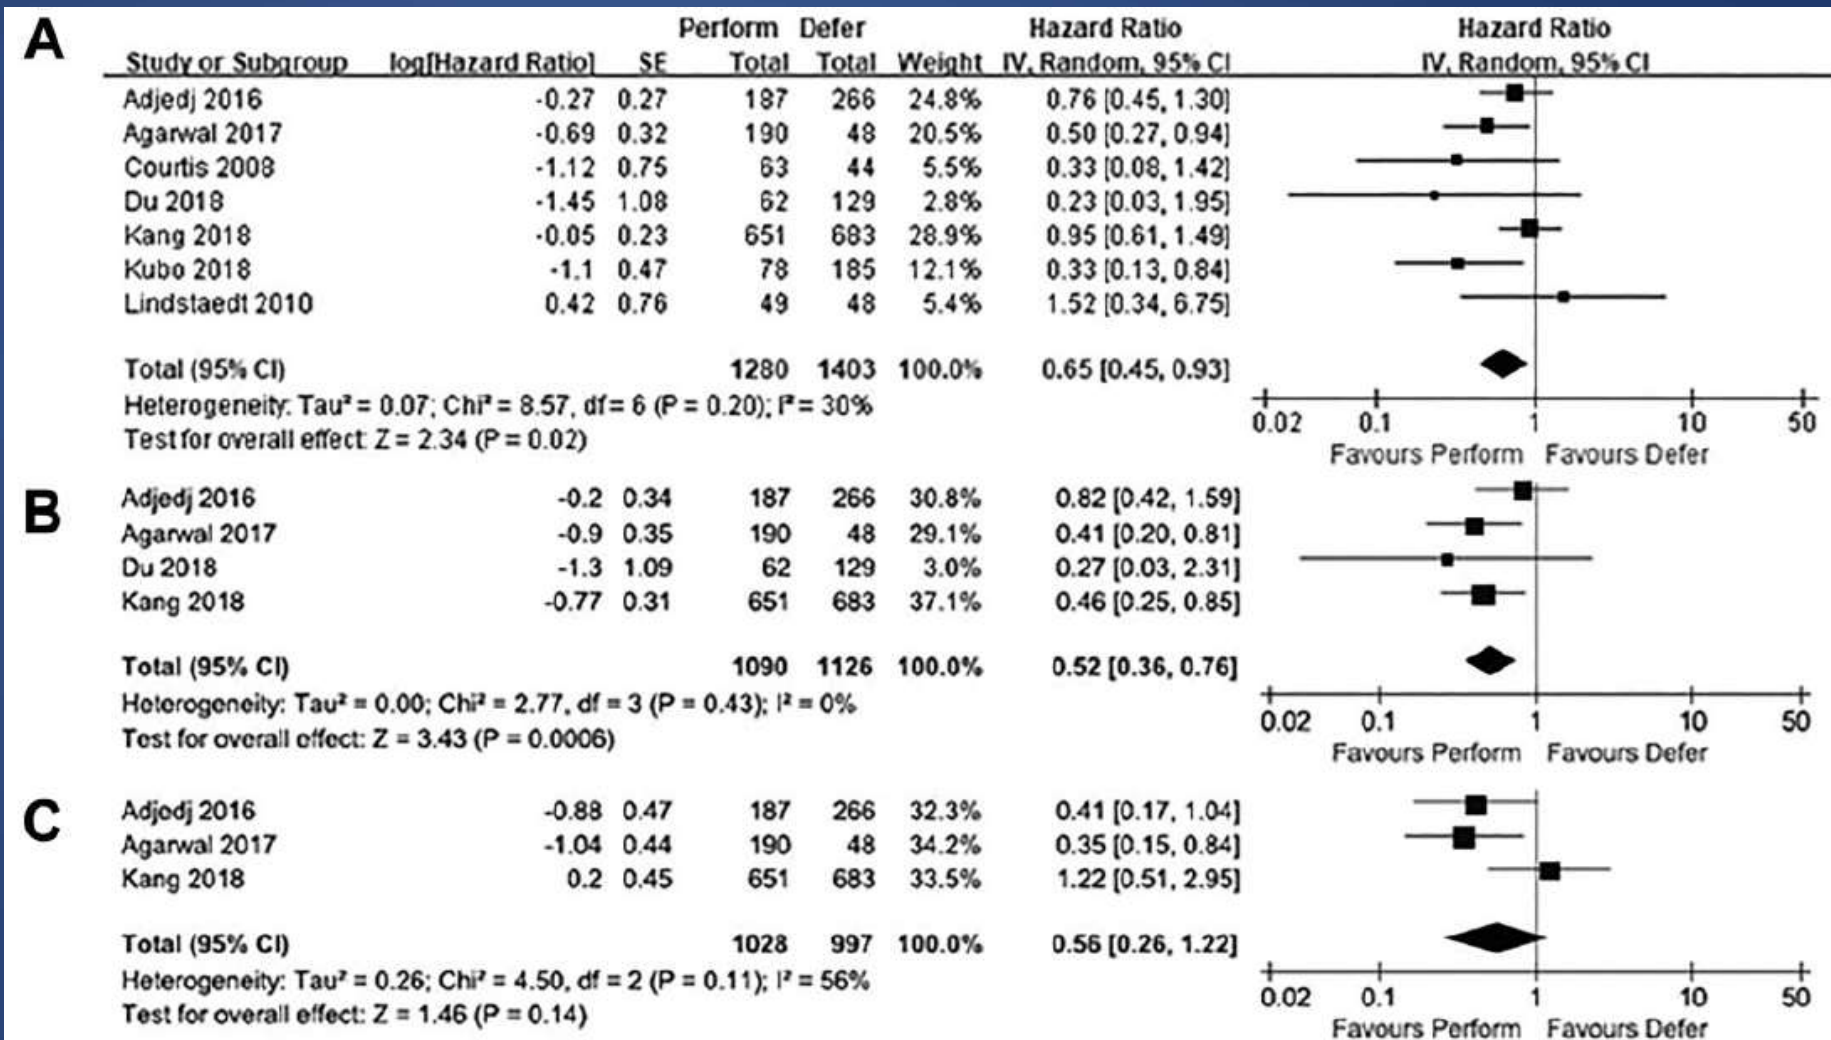 A
Perform Defer Hazard Ratio Hazard Ratio
Study or Subgroup log[Hazard Ratio] SE Total Total Weight IV, Random, 95% CI IV, Random, 95% CI
Adjedj 2016 -0.27 0.27 187 266 24.8% 0.76 [0.45, 1.30]
Agarwal 2017 -0.69 0.32 190 48 20.5% 0.50 [0.27, 0.94]
Courtis 2008 -1.12 0.75 63 44 5.5% 0.33 [0.08, 1.42]
Du 2018 -1.45 1.08 62 129 2.8% 0.23 [0.03, 1.95]
Kang 2018 -0.05 0.23 651 683 28.9% 0.95 [0.61, 1.49]
Kubo 2018 -1.1 0.47 78 185 12.1% 0.33 [0.13, 0.84]
Lindstaedt 2010 0.42 0.76 49 48 5.4% 1.52 [0.34, 6.75]
Total (95% CI) 1280 1403 100.0% 0.65 [0.45, 0.93]
Heterogeneity: Tau² = 0.07; Chi² = 8.57, df= 6 (P = 0.20); I² = 30%
Test for overall effect: Z = 2.34 (P = 0.02)
0.02 0.1 1 10 50
Favours Perform Favours Defer
B
Adjedj 2016 -0.2 0.34 187 266 30.8% 0.82 [0.42, 1.59]
Agarwal 2017 -0.9 0.35 190 48 29.1% 0.41 [0.20, 0.81]
Du 2018 -1.3 1.09 62 129 3.0% 0.27 [0.03, 2.31]
Kang 2018 -0.77 0.31 651 683 37.1% 0.46 [0.25, 0.85]
Total (95% CI) 1090 1126 100.0% 0.52 [0.36, 0.76]
Heterogeneity: Tau² = 0.00; Chi² = 2.77, df = 3 (P = 0.43); I² = 0%
Test for overall effect: Z = 3.43 (P = 0.0006)
0.02 0.1 1 10 50
Favours Perform Favours Defer
C
Adjedj 2016 -0.88 0.47 187 266 32.3% 0.41 [0.17, 1.04]
Agarwal 2017 -1.04 0.44 190 48 34.2% 0.35 [0.15, 0.84]
Kang 2018 0.2 0.45 651 683 33.5% 1.22 [0.51, 2.95]
Total (95% CI) 1028 997 100.0% 0.56 [0.26, 1.22]
Heterogeneity: Tau² = 0.26; Chi² = 4.50, df = 2 (P = 0.11); I² = 56%
Test for overall effect: Z = 1.46 (P = 0.14)
0.02 0.1 1 10 50
Favours Perform Favours Defer